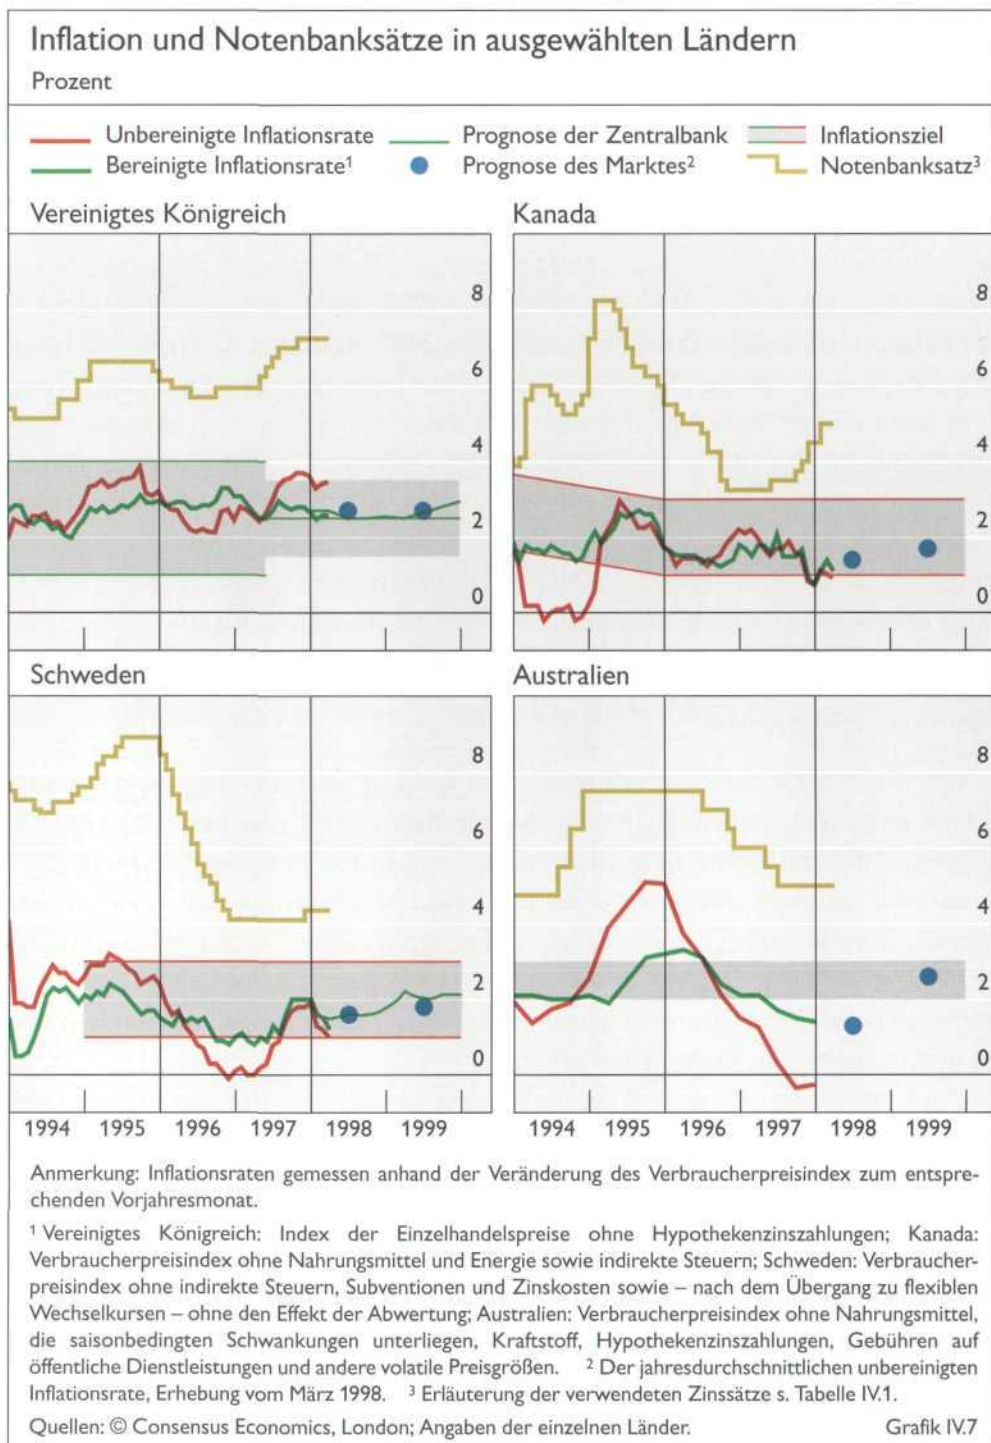 Inflation und Notenbanksätze in ausgewählten Ländern
Prozent
Unbereinigte Inflationsrate
Prognose der Zentralbank
Inflationsziel
Bereinigte Inflationsrate¹
Prognose des Marktes²
Notenbanksatz³
Vereinigtes Königreich
Kanada
8
6
4
2
0
8
6
4
2
0
Schweden
Australien
8
6
4
2
0
8
6
4
2
0
1994 1995 1996 1997 1998 1999
1994 1995 1996 1997 1998 1999
Anmerkung: Inflationsraten gemessen anhand der Veränderung des Verbraucherpreisindex zum entspre-
chenden Vorjahresmonat.
¹ Vereinigtes Königreich: Index der Einzelhandelspreise ohne Hypothekenzinszahlungen; Kanada:
Verbraucherpreisindex ohne Nahrungsmittel und Energie sowie indirekte Steuern; Schweden: Verbraucher-
preisindex ohne indirekte Steuern, Subventionen und Zinskosten sowie – nach dem Übergang zu flexiblen
Wechselkursen – ohne den Effekt der Abwertung; Australien: Verbraucherpreisindex ohne Nahrungsmittel,
die saisonbedingten Schwankungen unterliegen, Kraftstoff, Hypothekenzinszahlungen, Gebühren auf
öffentliche Dienstleistungen und andere volatile Preisgrößen. ² Der jahresdurchschnittlichen unbereinigten
Inflationsrate, Erhebung vom März 1998. ³ Erläuterung der verwendeten Zinssätze s. Tabelle IV.1.
Quellen: © Consensus Economics, London; Angaben der einzelnen Länder. Grafik IV.7